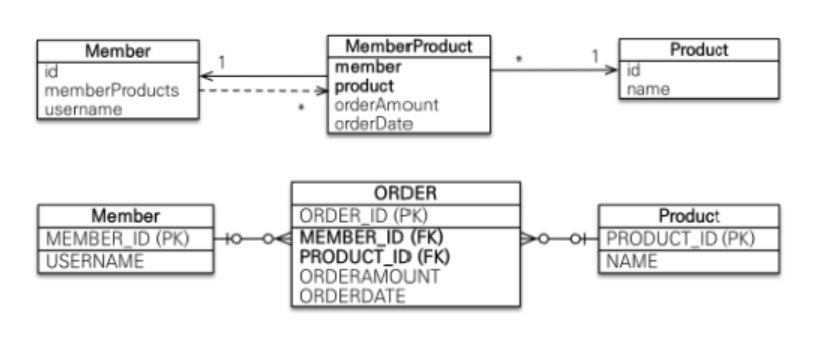 Member
id
memberProducts
username
1
*
MemberProduct
member
product
orderAmount
orderDate
*
1
Product
id
name
Member
MEMBER_ID (PK)
USERNAME
ORDER
ORDER_ID (PK)
MEMBER_ID (FK)
PRODUCT_ID (FK)
ORDERAMOUNT
ORDERDATE
Product
PRODUCT_ID (PK)
NAME